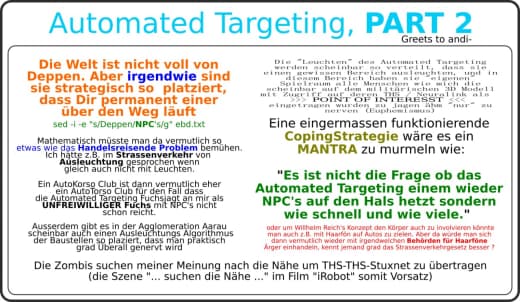 Automated Targeting, PART 2
Greets to andi-
Die Welt ist nicht voll von
Deppen. Aber irgendwie sind
sie strategisch so platziert,
dass Dir permanent einer
über den Weg läuft
sed -i -e "s/Deppen/NPC's/g" ebd.txt
Mathematisch müsste man da vermutlich so
etwas wie das Handelsreisende Problem bemühen.
Ich hätte z.B. im Strassenverkehr von
Ausleuchtung gesprochen wenn
gleich auch nicht mit Leuchten.
Ein AutoKorso Club ist dann vermutlich eher
ein AutoTorso Club für den Fall dass
die Automated Targeting Fuchsjagt an mir als
UNFREIWILLIGER Fuchs mit NPC's nicht
schon reicht.
Ausserdem gibt es in der Agglomeration Aarau
scheinbar auch einen Ausleuchtungs Algorithmus
der Baustellen so plaziert, dass man praktisch
grad Überall genervt wird
Die "Leuchten" des Automated Targeting
werden scheinbar so verteilt, dass sie
einen gewissen Bereich ausleuchten, und in
diesem Bereich haben sie eigenen
Spielraum alle Menschen wie wild die
scheinbar auf dem militärischen 3D Modell
mit Zugriff auf deren THS / Neuralink als
>>> POINT OF INTERESST <<<
eingetragen wurden zu jagen ähm "nur" zu
nerven (Euphemismus)
Eine eingermassen funktionierende
CopingStrategie wäre es ein
MANTRA zu murmeln wie:
"Es ist nicht die Frage ob das
Automated Targeting einem wieder
NPC's auf den Hals hetzt sondern
wie schnell und wie viele."
oder um Willhelm Reich's Konzept den Körper auch zu involvieren könnte
man auch z.B. mit Haarfön auf Autos zu zielen. Aber da würde man sich
dann vermutlich wieder mit irgendwelchen Behörden für Haarföne
Ärger einhandeln, kennt jemand grad das Strassenverkehrgesetz besser ?
Die Zombis suchen meiner Meinung nach die Nähe um THS-THS-Stuxnet zu übertragen
(die Szene "... suchen die Nähe ..." im Film "iRobot" somit Vorsatz)